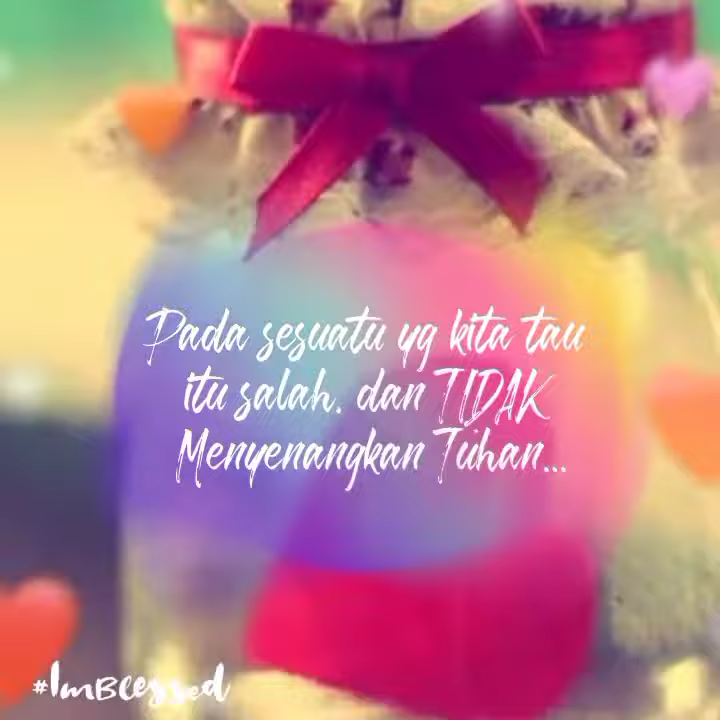 Pada sesuatu yg kita tau
itu salah. dan TIDAK
Menyenangkan Tuhan...
#ImBlessed